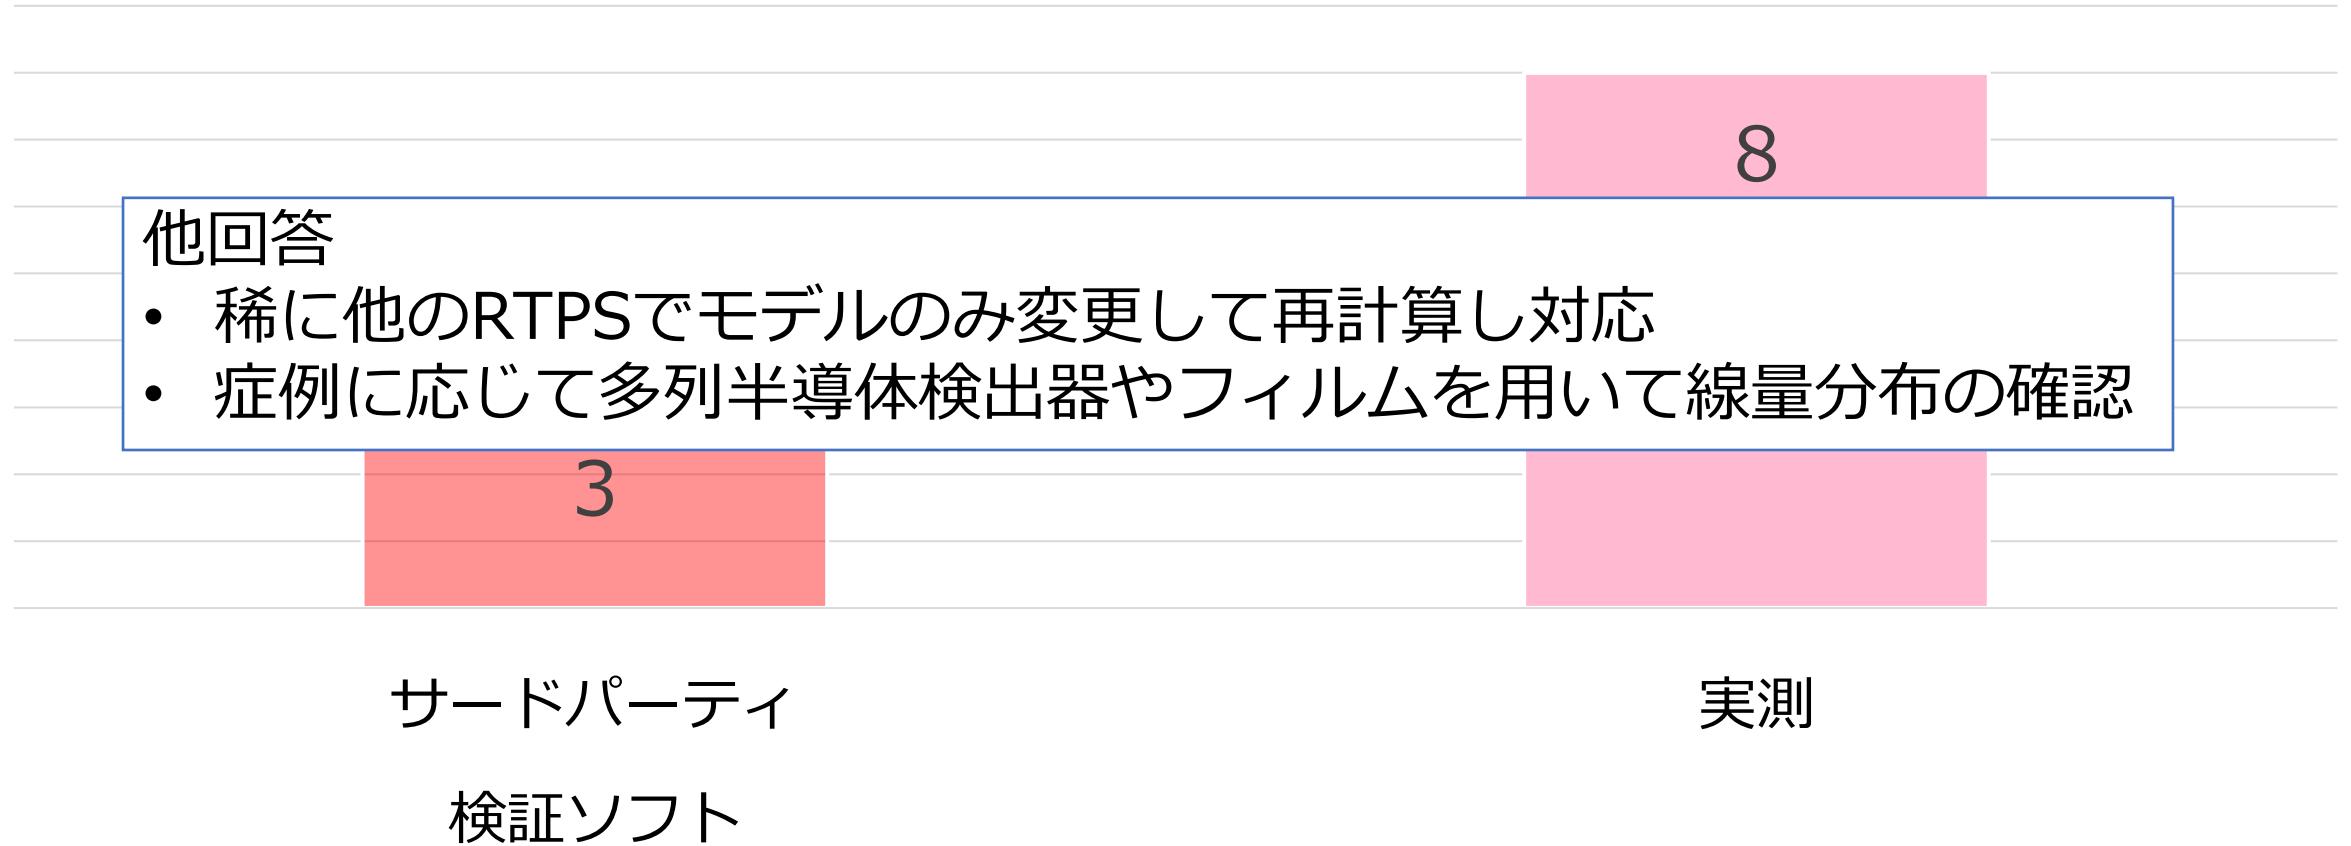 8
他回答
• 稀に他のRTPSでモデルのみ変更して再計算し対応
• 症例に応じて多列半導体検出器やフィルムを用いて線量分布の確認
3
サードパーティ
検証ソフト
実測